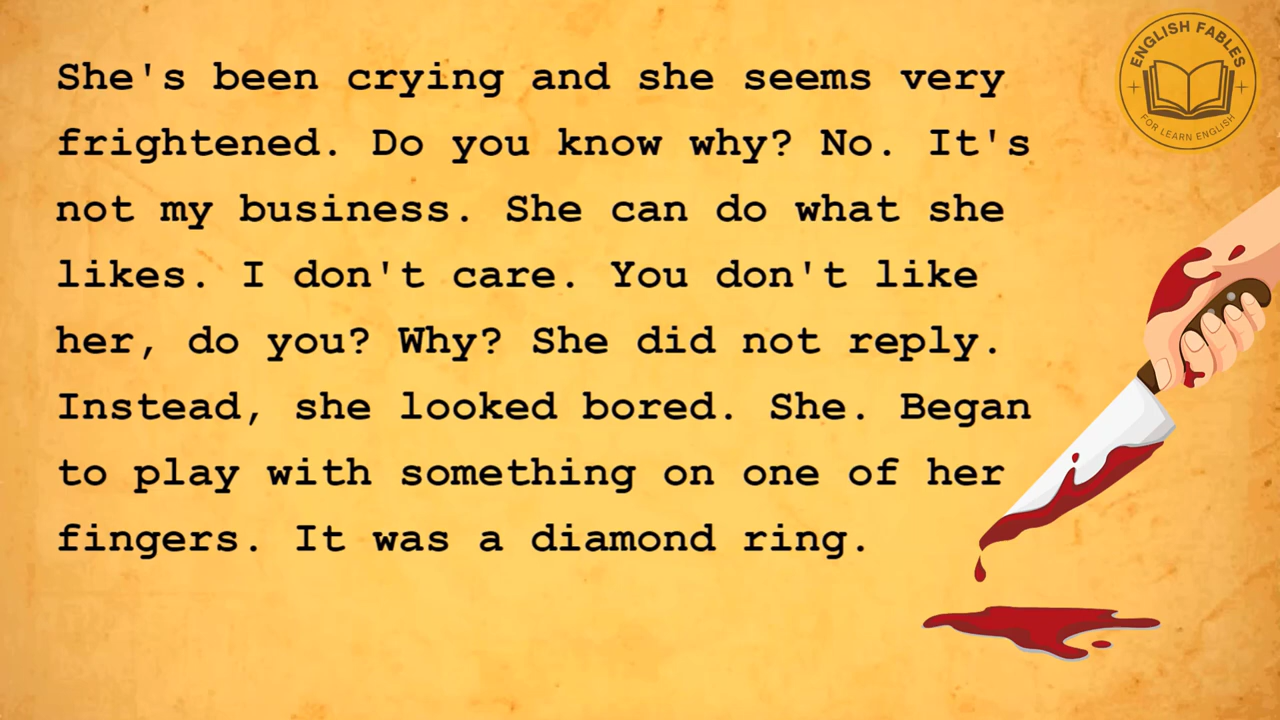 She's been crying and she seems very
frightened. Do you know why? No. It's
not my business. She can do what she
likes. I don't care. You don't like
her, do you? Why? She did not reply.
Instead, she looked bored. She. Began
to play with something on one of her
fingers. It was a diamond ring.
ENGLISH FABLES
FOR LEARN ENGLISH